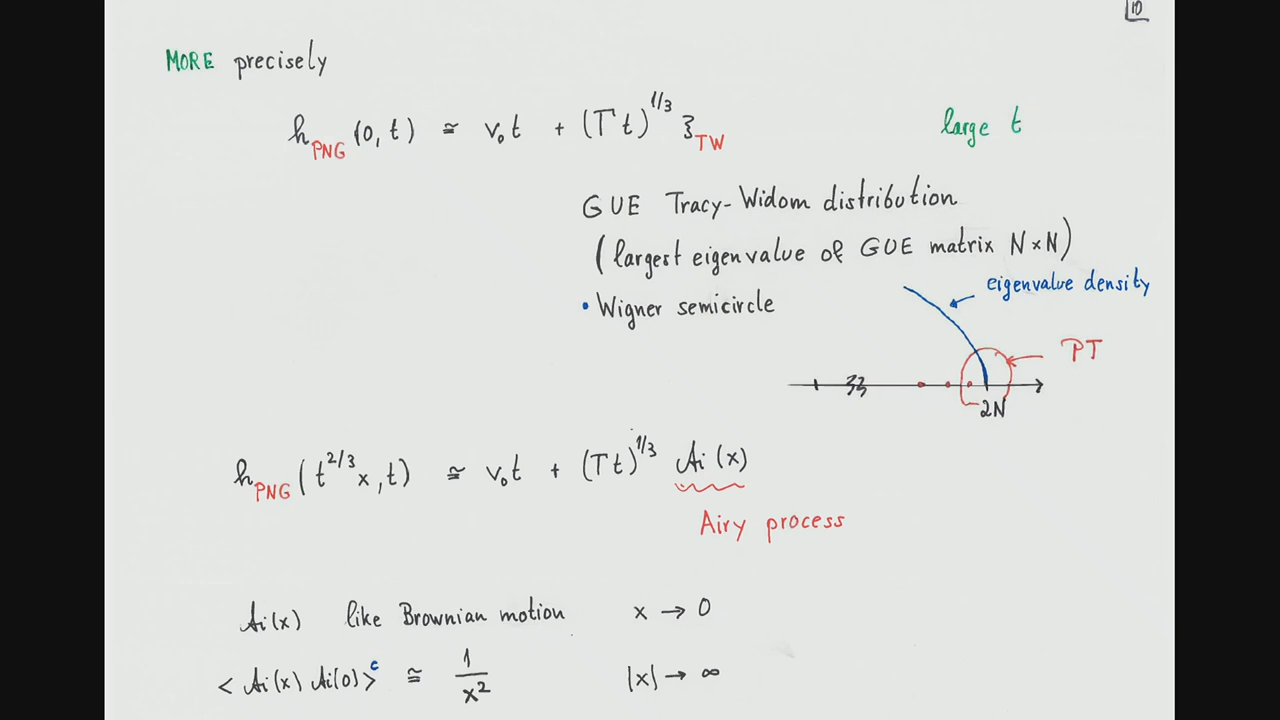 10
MORE precisely
h_PNG (0, t) ≅ v₀t + (Γt)^1/3 ξ_TW large t
GUE Tracy-Widom distribution
(largest eigenvalue of GUE matrix N×N)
• Wigner semicircle
eigenvalue density
PT
2N
h_PNG (t^2/3 x, t) ≅ v₀t + (Γt)^1/3 Ai(x)
Airy process
Ai(x) like Brownian motion x → 0
< Ai(x) Ai(0)>^c ≅ 1/x² |x| → ∞